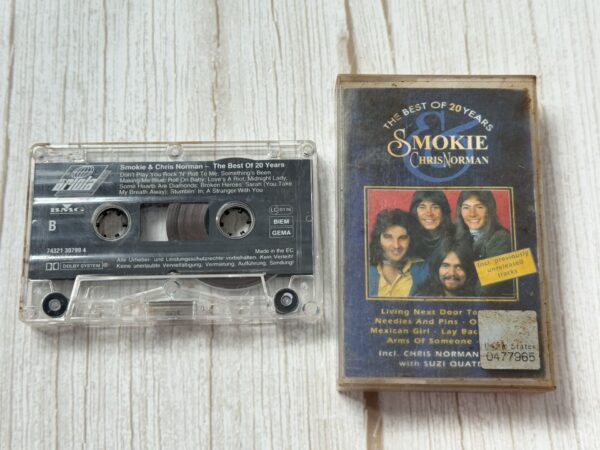 Smokie & Chris Norman – The Best Of 20 Years
Don't Play You Rock 'N' Roll To Me; Something's Been
Making Me Blue; Roll On Baby; Love's A Riot; Midnight Lady,
Some Hearts Are Diamonds; Broken Heroes; Sarah (You Take
My Breath Away); Stumblin' In; A Stranger With You
ariola
BMG
B
LC 0116
BIEM
GEMA
74321 30799 4
Made in the EC
DOLBY SYSTEM
Alle Urheber- und Leistungsschutzrechte vorbehalten. Kein Verleih!
Keine unerlaubte Vervielfältigung, Vermietung, Aufführung, Sendung!
THE BEST OF 20 YEARS
&
SMOKIE
CHRIS NORMAN
Incl. previously
unreleased
tracks
Living Next Door To
Needles And Pins - O
Mexican Girl - Lay Bac
Arms Of Someone
Incl. CHRIS NORMAN
with SUZI QUAT
0477965